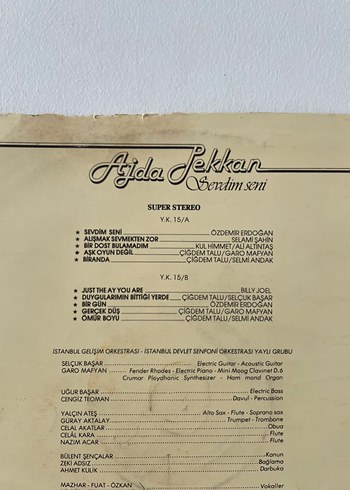 Ajda Pekkan
Sevdim seni
SUPER STEREO
Y.K. 15/A
★ SEVDİM SENİ ÖZDEMİR ERDOĞAN
★ ALIŞMAK SEVMEKTEN ZOR SELAMİ ŞAHİN
★ BİR DOST BULAMADIM KUL HİMMET/ALİ ALTINTAŞ
★ AŞK OYUN DEĞİL ÇİĞDEM TALU/GARO MAFYAN
★ BİRANDA ÇİĞDEM TALU/SELMİ ANDAK
Y.K. 15/B
★ JUST THE AY YOU ARE BILLY JOEL
★ DUYGULARIMIN BİTTİĞİ YERDE ÇİĞDEM TALU/SELÇUK BAŞAR
★ BİR GÜN ÖZDEMİR ERDOĞAN
★ GERÇEK DÜŞ ÇİĞDEM TALU/GARO MAFYAN
★ ÖMÜR BOYU ÇİĞDEM TALU/SELMİ ANDAK
İSTANBUL GELİŞİM ORKESTRASI - İSTANBUL DEVLET SENFONİ ORKESTRASI YAYLI GRUBU
SELÇUK BAŞAR Electric Guitar - Acoustic Guitar
GARO MAFYAN Fender Rhodes - Electric Piano - Mini Moog Clavinet D.6
Crumar Ploydhonic Synthesizer - Ham mond Organ
UĞUR BAŞAR Electric Bass
CENGİZ TEOMAN Davul - Percussion
YALÇIN ATEŞ Alto Sax - Flute - Soprana sax
GÜRAY AKTALAY Trumpet - Trombone
CELAL AKATLAR Obua
CELÂL KARA Flute
NAZIM ACAR Flute
BÜLENT ŞENÇALAR Kanun
ZEKİ ADSIZ Bağlama
AHMET KULIK Darbuka
MAZHAR - FUAT - ÖZKAN Vokaller